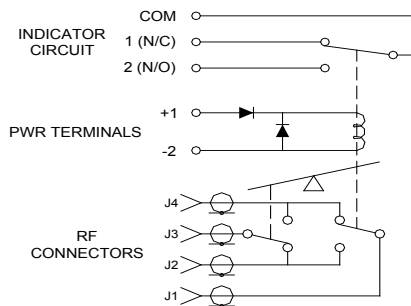 COM
INDICATOR
CIRCUIT
1 (N/C)
2 (N/O)
+1
PWR TERMINALS
-2
J4
J3
RF
CONNECTORS
J2
J1